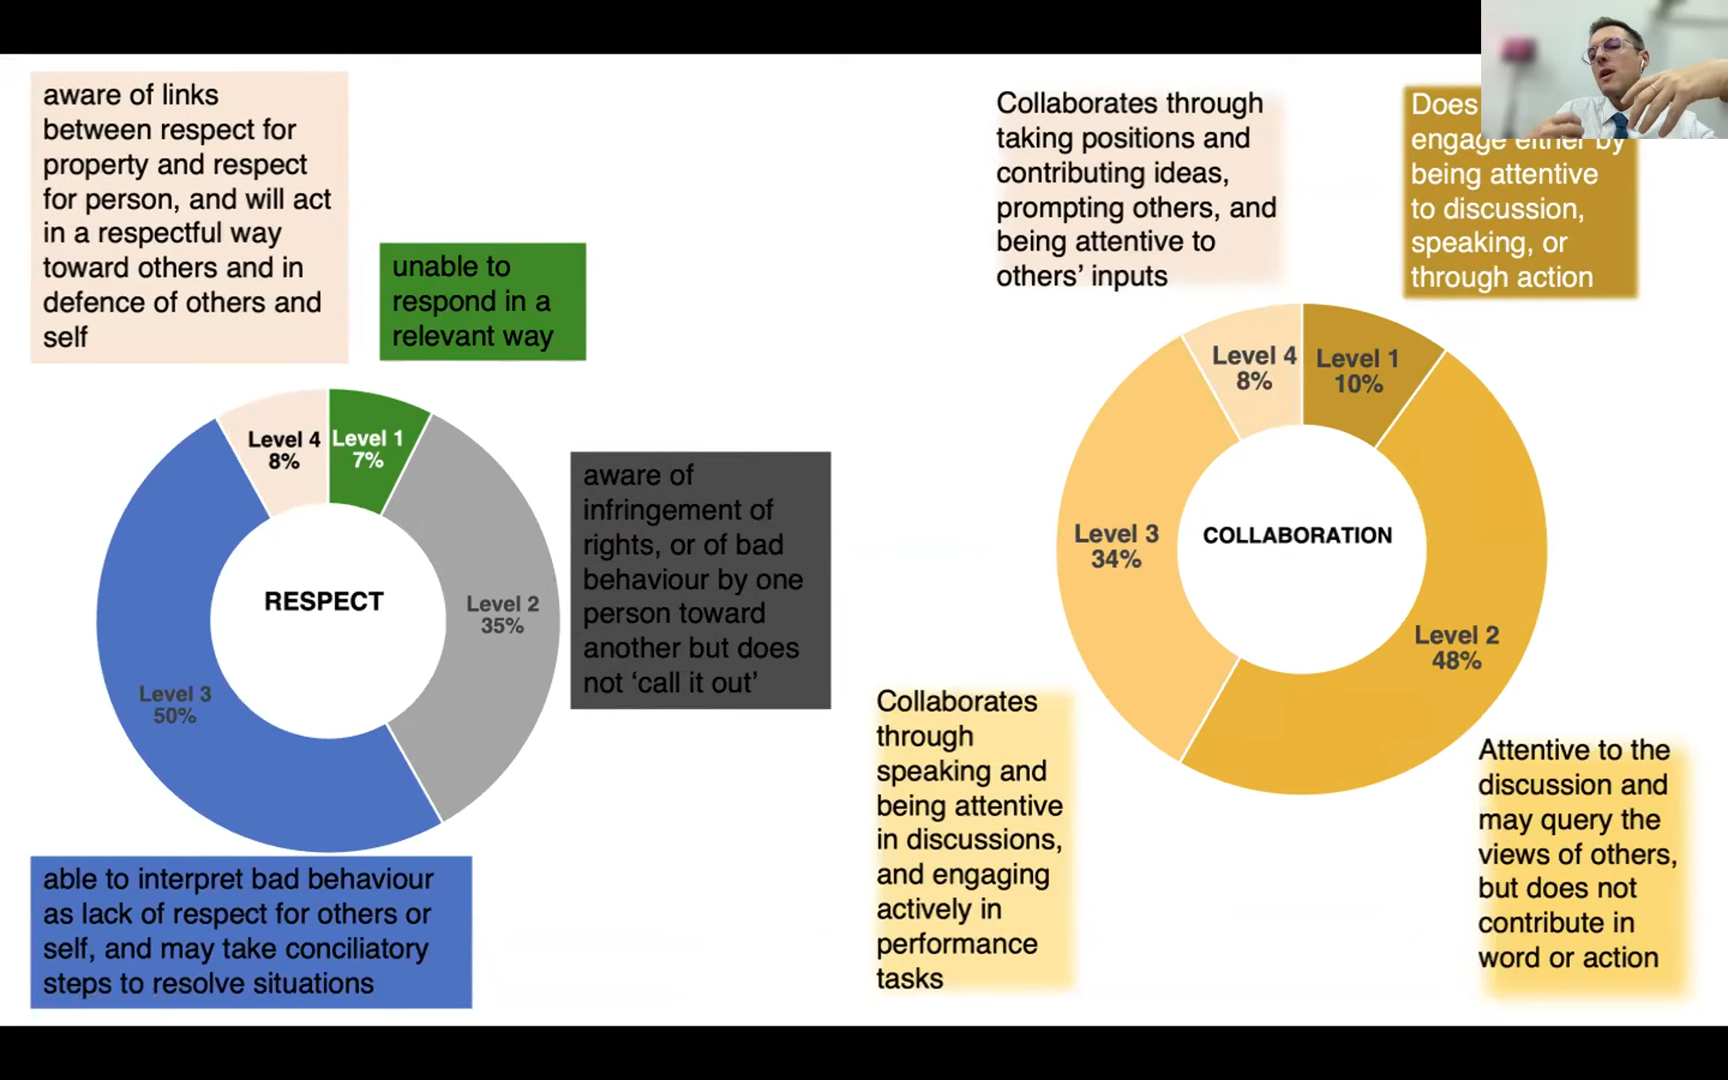 aware of links
between respect for
property and respect
for person, and will act
in a respectful way
toward others and in
defence of others and
self
unable to
respond in a
relevant way
Level 4
8%
Level 1
7%
aware of
infringement of
rights, or of bad
behaviour by one
person toward
another but does
not ‘call it out’
RESPECT
Level 2
35%
Level 3
50%
able to interpret bad behaviour
as lack of respect for others or
self, and may take conciliatory
steps to resolve situations
Collaborates through
taking positions and
contributing ideas,
prompting others, and
being attentive to
others’ inputs
Does
engage either by
being attentive
to discussion,
speaking, or
through action
Level 4
8%
Level 1
10%
Level 3
34%
COLLABORATION
Level 2
48%
Collaborates
through
speaking and
being attentive
in discussions,
and engaging
actively in
performance
tasks
Attentive to the
discussion and
may query the
views of others,
but does not
contribute in
word or action